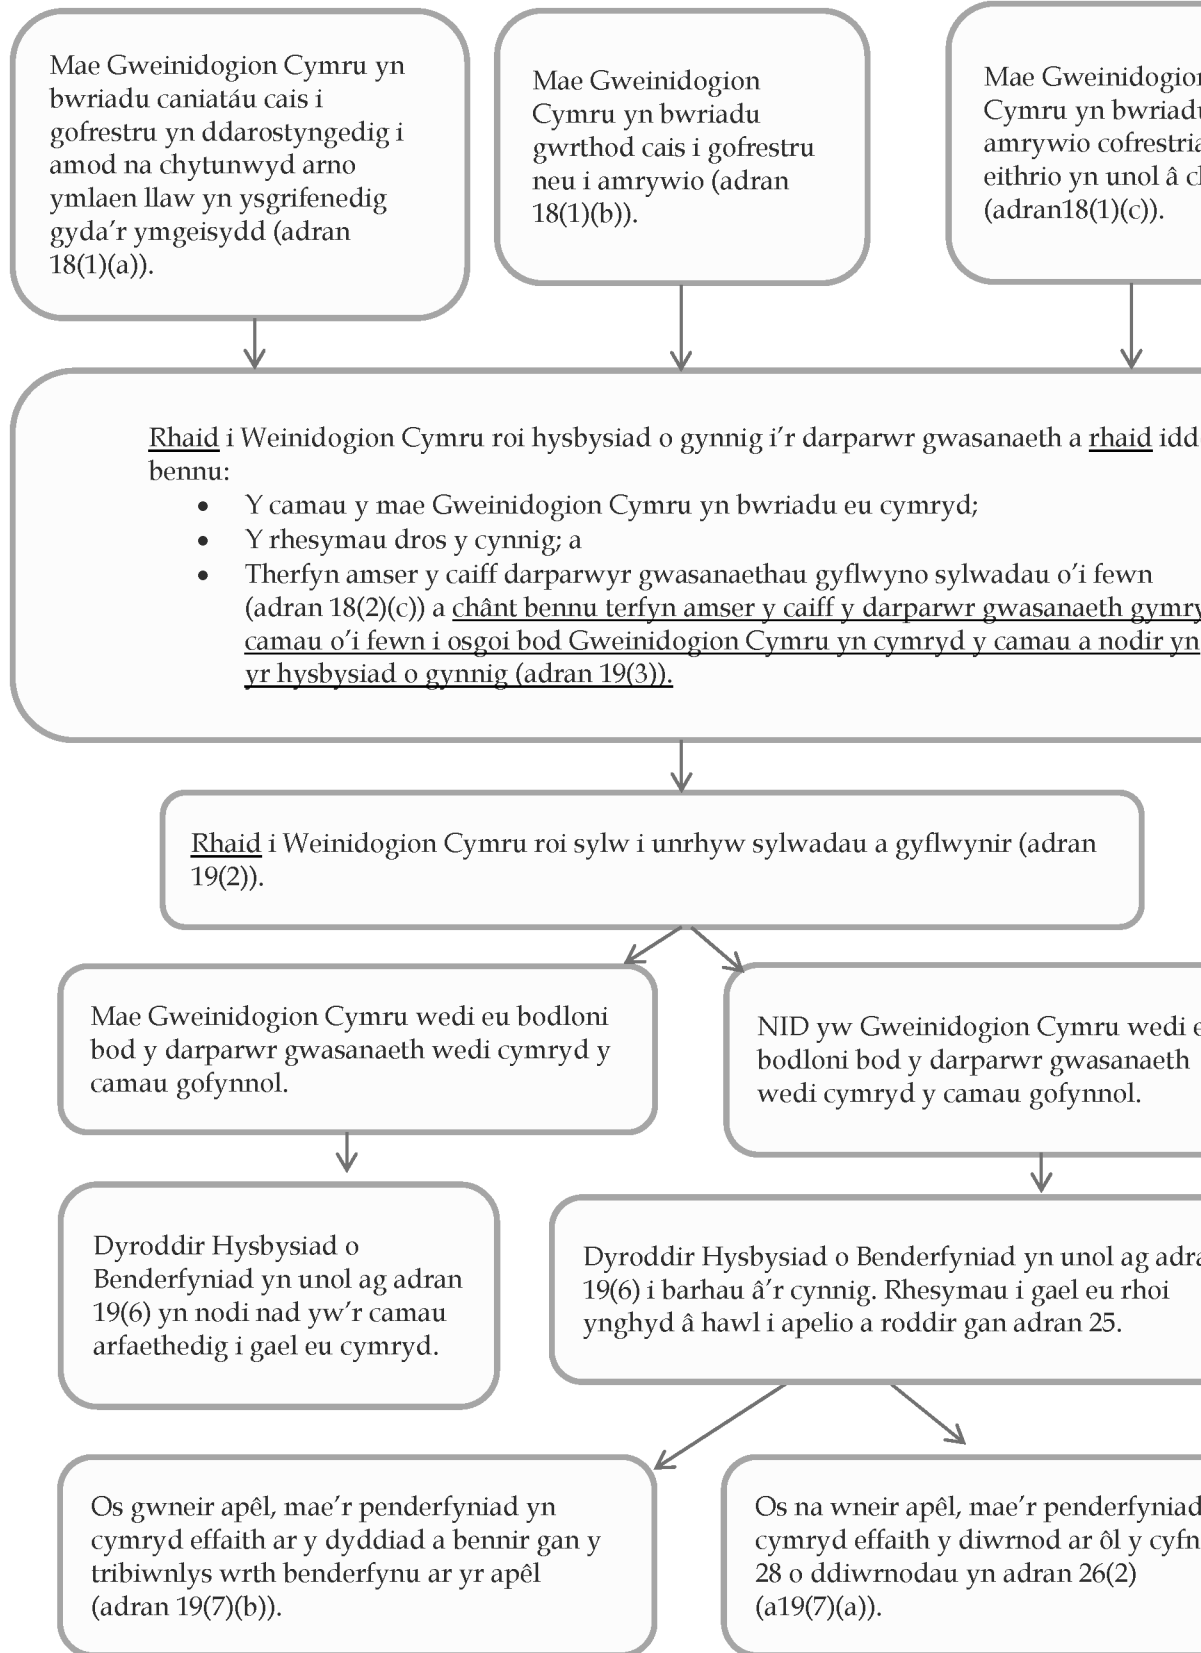 Mae Gweinidogion Cymru yn
bwriadu caniatáu cais i
gofrestru yn ddarostyngedig i
amod na chytunwyd arno
ymlaen llaw yn ysgrifenedig
gyda'r ymgeisydd (adran
18(1)(a)).
Mae Gweinidogion
Cymru yn bwriadu
gwrthod cais i gofrestru
neu i amrywio (adran
18(1)(b)).
Mae Gweinidogion
Cymru yn bwriadu
amrywio
eithrio yn unol â
(adran18(1)(c)).
Rhaid i Weinidogion Cymru roi hysbysiad o gynnig i'r darparwr gwasanaeth a rhaid
bennu:
• Y camau y mae Gweinidogion Cymru yn bwriadu eu cymryd;
• Y rhesymau dros y cynnig; a
• Therfyn amser y caiff darparwyr gwasanaethau gyflwyno sylwadau o'i fewn
(adran 18(2)(c)) a chânt bennu terfyn amser y caiff y darparwr gwasanaeth
camau o'i fewn i osgoi bod Gweinidogion Cymru yn cymryd y camau a nodir yn
yr hysbysiad o gynnig (adran 19(3)).
Rhaid i Weinidogion Cymru roi sylw i unrhyw sylwadau a gyflwynir (adran
19(2)).
Mae Gweinidogion Cymru wedi eu bodloni
bod y darparwr gwasanaeth wedi cymryd y
camau gofynnol.
NID yw Gweinidogion Cymru wedi
bodloni bod y darparwr gwasanaeth
wedi cymryd y camau gofynnol.
Dyroddir Hysbysiad o
Benderfyniad yn unol ag adran
19(6) yn nodi nad yw'r camau
arfaethedig i gael eu cymryd.
Dyroddir Hysbysiad o Benderfyniad yn unol ag
19(6) i barhau â'r cynnig. Rhesymau i gael eu rhoi
ynghyd â hawl i apelio a roddir gan adran 25.
Os gwneir apêl, mae'r penderfyniad yn
cymryd effaith ar y dyddiad a bennir gan y
tribiwnlys wrth benderfynu ar yr apêl
(adran 19(7)(b)).
Os na wneir apêl, mae'r penderfyniad
cymryd effaith y diwrnod ar ôl y
28 o ddiwrnodau yn adran 26(2)
(a19(7)(a)).